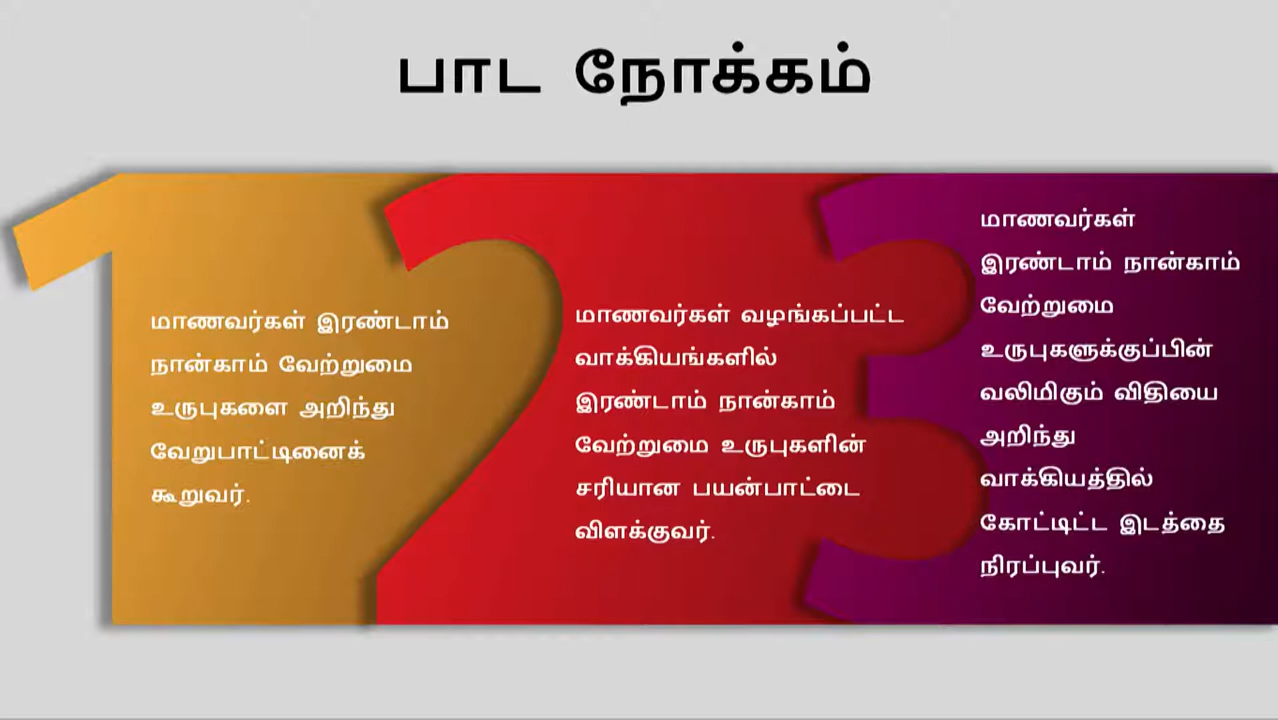 பாட நோக்கம்
மாணவர்கள் இரண்டாம்
நான்காம் வேற்றுமை
உருபுகளை அறிந்து
வேறுபாட்டினைக்
கூறுவர்.
மாணவர்கள் வழங்கப்பட்ட
வாக்கியங்களில்
இரண்டாம் நான்காம்
வேற்றுமை உருபுகளின்
சரியான பயன்பாட்டை
விளக்குவர்.
மாணவர்கள்
இரண்டாம் நான்காம்
வேற்றுமை
உருபுகளுக்குப்பின்
வலிமிகும் விதியை
அறிந்து
வாக்கியத்தில்
கோட்டிட்ட இடத்தை
நிரப்புவர்.